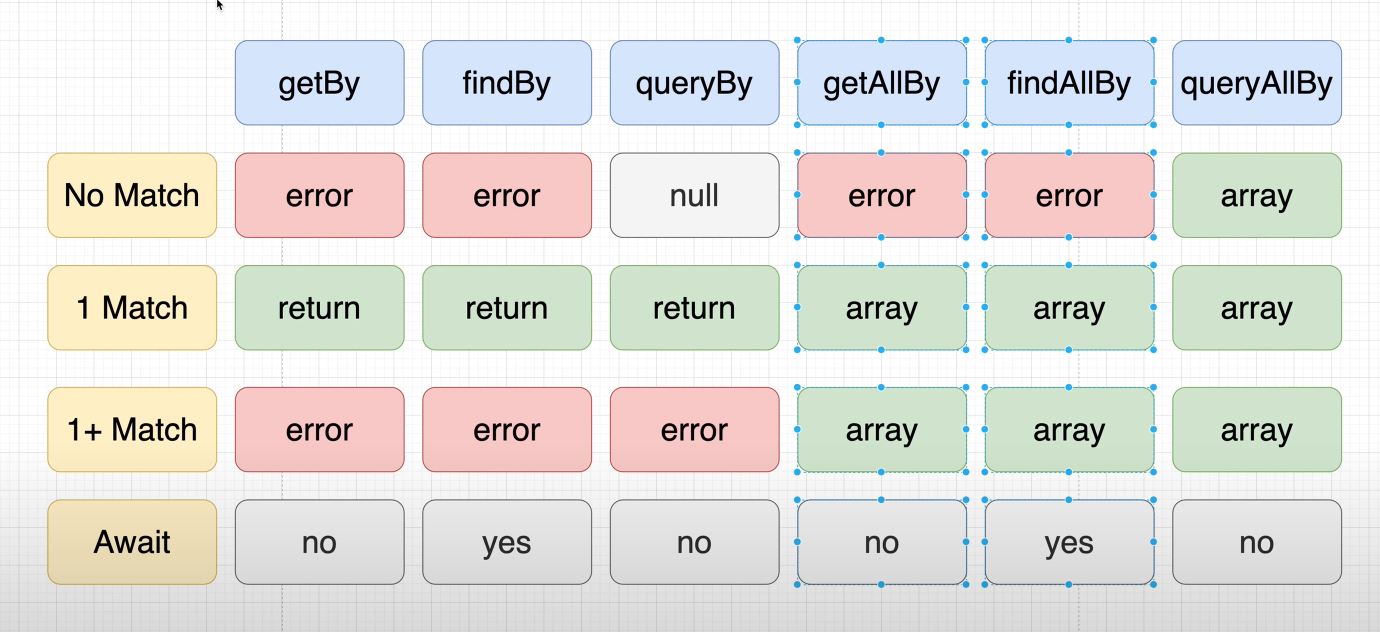 getBy findBy queryBy getAllBy findAllBy queryAllBy
No Match error error null error error array
1 Match return return return array array array
1+ Match error error error array array array
Await no yes no no yes no